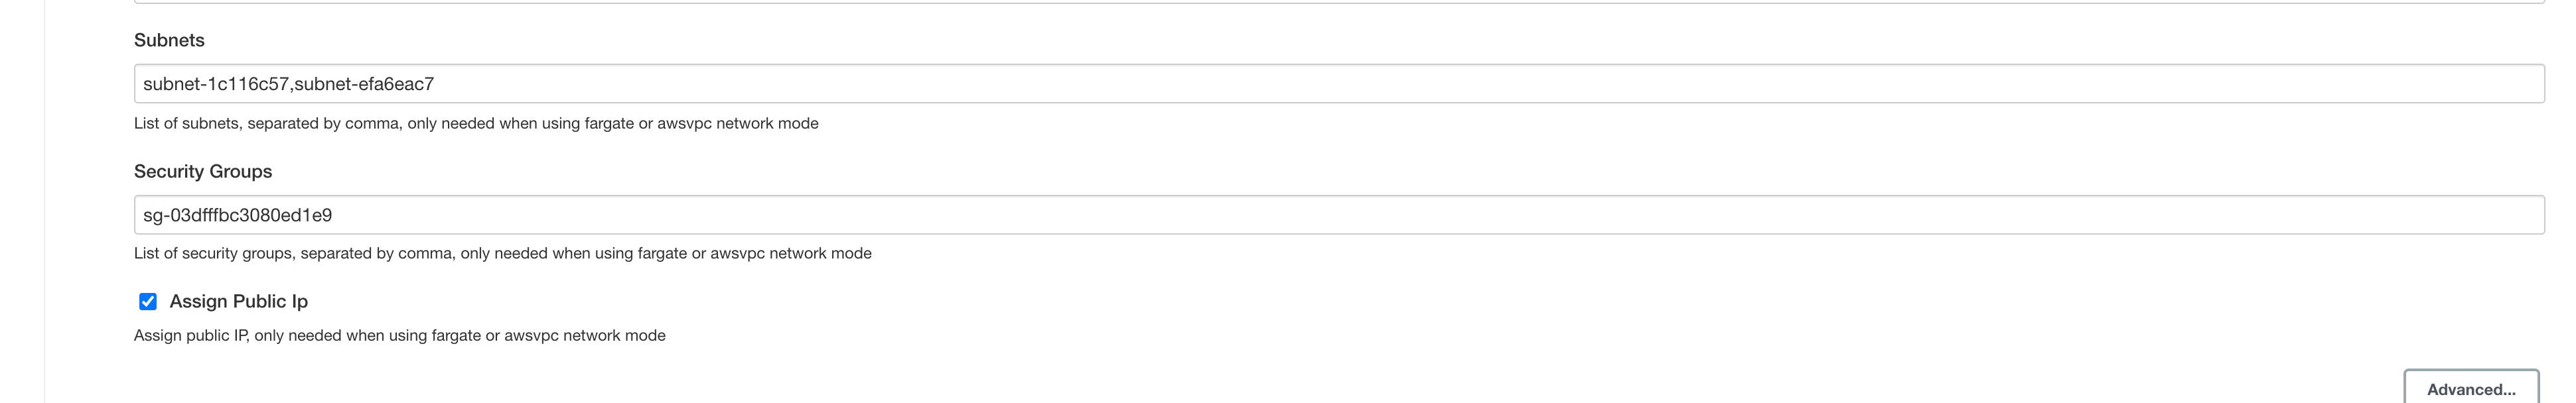 Subnets
subnet-1c116c57,subnet-efa6eac7
List of subnets, separated by comma, only needed when using fargate or awsvpc network mode
Security Groups
sg-03dfffbc3080ed1e9
List of security groups, separated by comma, only needed when using fargate or awsvpc network mode
Assign Public Ip
Assign public IP, only needed when using fargate or awsvpc network mode
Advanced...